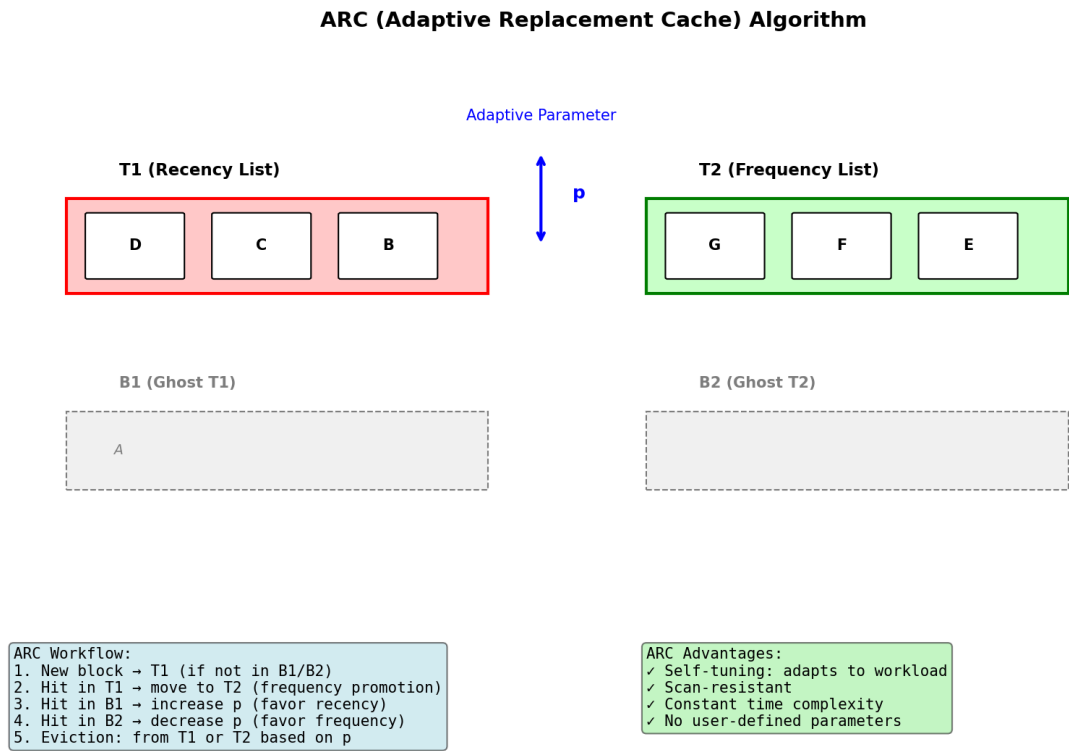 ARC (Adaptive Replacement Cache) Algorithm
Adaptive Parameter
p
T1 (Recency List)
D
C
B
T2 (Frequency List)
G
F
E
B1 (Ghost T1)
A
B2 (Ghost T2)
ARC Workflow:
1. New block → T1 (if not in B1/B2)
2. Hit in T1 → move to T2 (frequency promotion)
3. Hit in B1 → increase p (favor recency)
4. Hit in B2 → decrease p (favor frequency)
5. Eviction: from T1 or T2 based on p
ARC Advantages:
✓ Self-tuning: adapts to workload
✓ Scan-resistant
✓ Constant time complexity
✓ No user-defined parameters